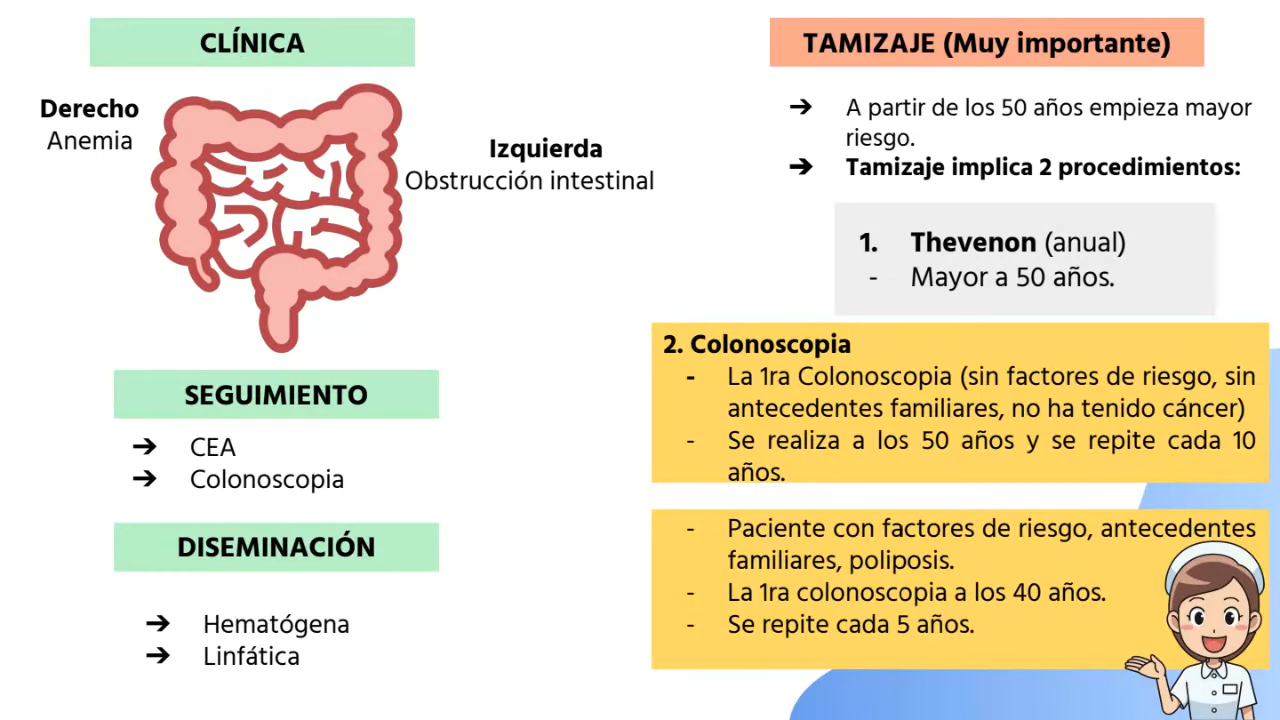 CLÍNICA
Derecho
Anemia
Izquierda
Obstrucción intestinal
SEGUIMIENTO
➔ CEA
➔ Colonoscopia
DISEMINACIÓN
➔ Hematógena
➔ Linfática
TAMIZAJE (Muy importante)
➔ A partir de los 50 años empieza mayor
riesgo.
➔ Tamizaje implica 2 procedimientos:
1. Thevenon (anual)
- Mayor a 50 años.
2. Colonoscopia
- La 1ra Colonoscopia (sin factores de riesgo, sin
antecedentes familiares, no ha tenido cáncer)
- Se realiza a los 50 años y se repite cada 10
años.
- Paciente con factores de riesgo, antecedentes
familiares, poliposis.
- La 1ra colonoscopia a los 40 años.
- Se repite cada 5 años.